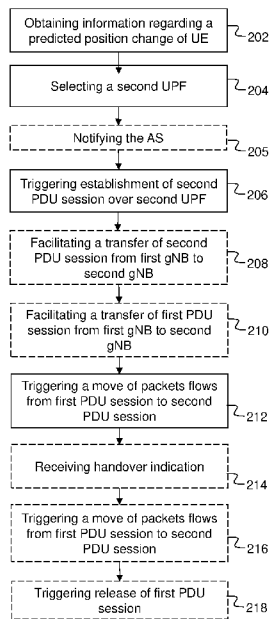 Obtaining information regarding a
predicted position change of UE
202
Selecting a second UPF
204
Notifying the AS
205
Triggering establishment of second
PDU session over second UPF
206
Facilitating a transfer of second
PDU session from first gNB to
second gNB
208
Facilitating a transfer of first PDU
session from first gNB to second
gNB
210
Triggering a move of packets flows
from first PDU session to second
PDU session
212
Receiving handover indication
214
Triggering a move of packets flows
from first PDU session to second
PDU session
216
Triggering release of first PDU
session
218